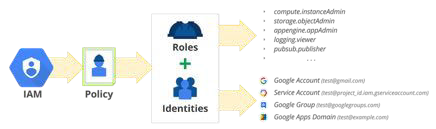 IAM
Policy
Roles
+
Identities
• compute.instanceAdmin
• storage.objectAdmin
• appengine.appAdmin
• logging.viewer
• pubsub.publisher
• ...
Google Account (test@gmail.com)
Service Account (test@project_id.iam.gserviceaccount.com)
Google Group (test@googlegroups.com)
Google Apps Domain (test@example.com)